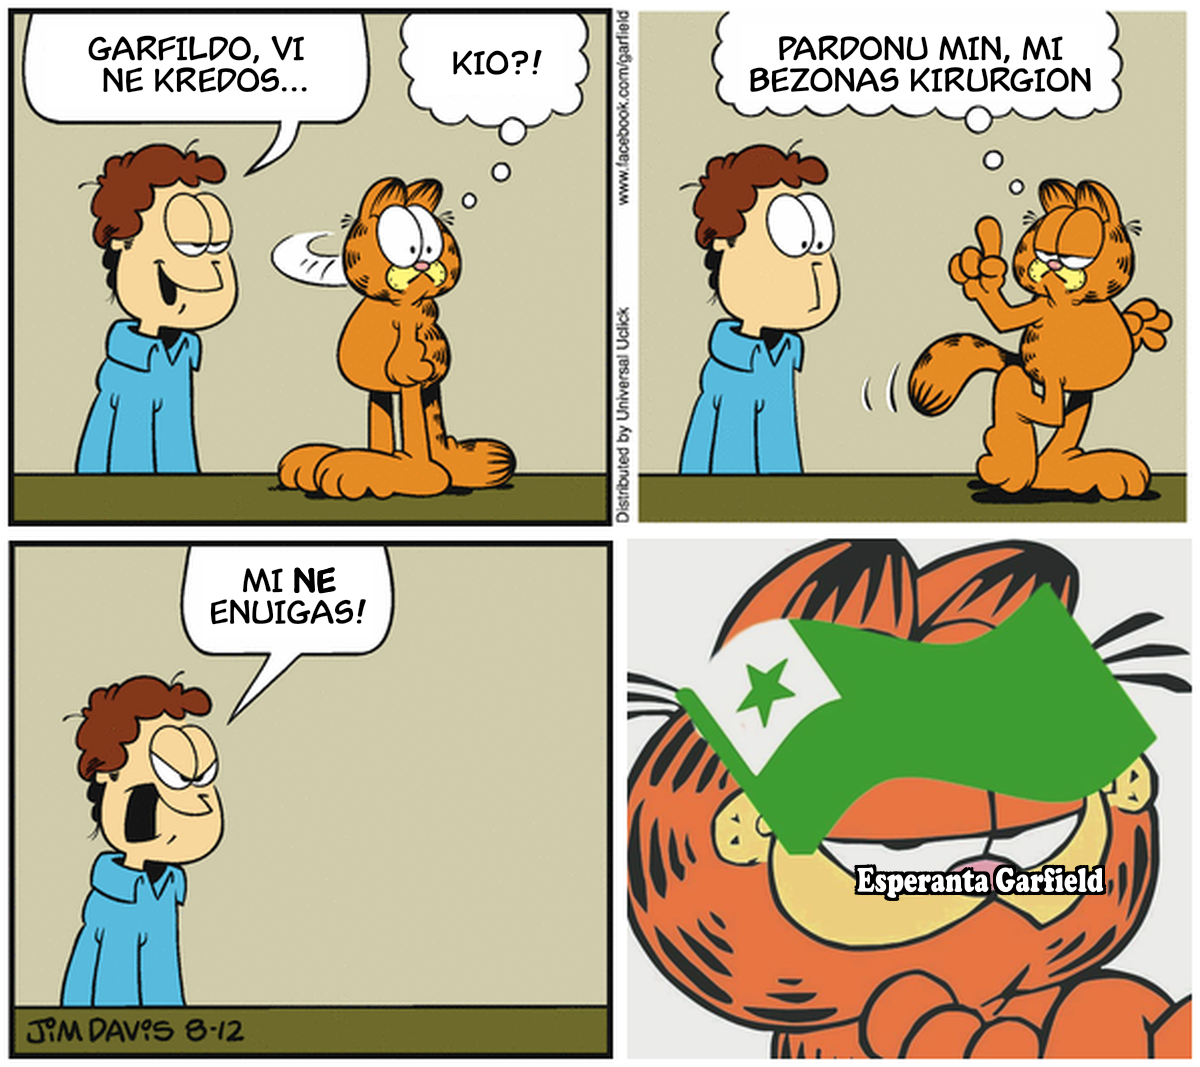 GARFILDO, VI
NE KREDOS...
KIO?!
www.facebook.com/garfield
Distributed by Universal Uclick
PARDONU MIN, MI
BEZONAS KIRURGION
MI NE
ENUIGAS!
JIM DAVIS 8-12
Esperanta Garfield